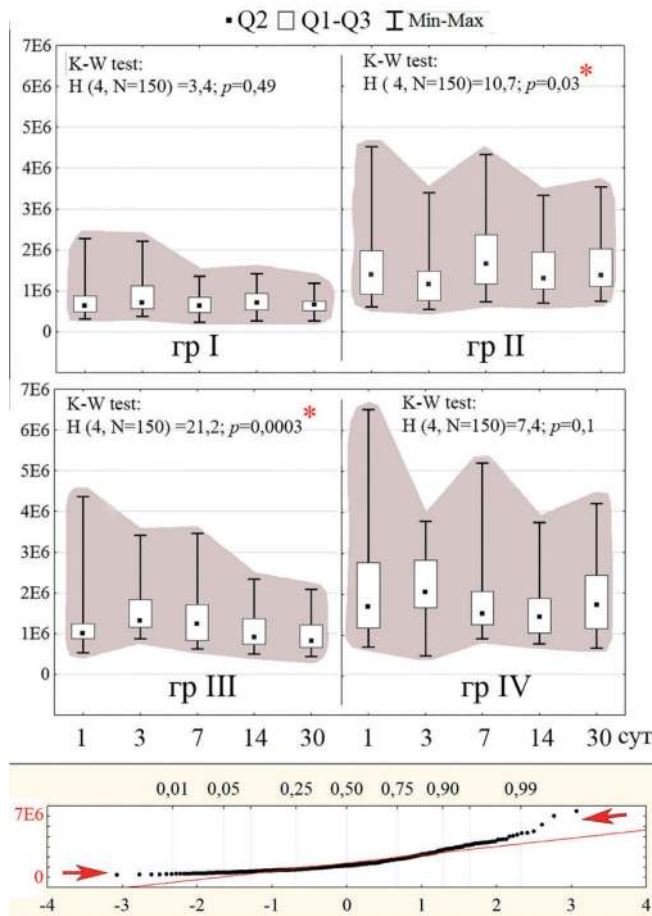 Q2 Q1-Q3 Min-Max
7E6
6E6
5E6
4E6
3E6
2E6
1E6
0
K-W test:
H (4, N=150) =3,4; p=0,49
гр I
K-W test:
H ( 4, N=150)=10,7; p=0,03 *
гр II
7E6
6E6
5E6
4E6
3E6
2E6
1E6
0
K-W test:
H (4, N=150) =21,2; p=0,0003 *
гр III
K-W test:
H (4, N=150)=7,4; p=0,1
гр IV
1 3 7 14 30 1 3 7 14 30 сут
0,01 0,05 0,25 0,50 0,75 0,90 0,99
7E6
0
-4 -3 -2 -1 0 1 2 3 4